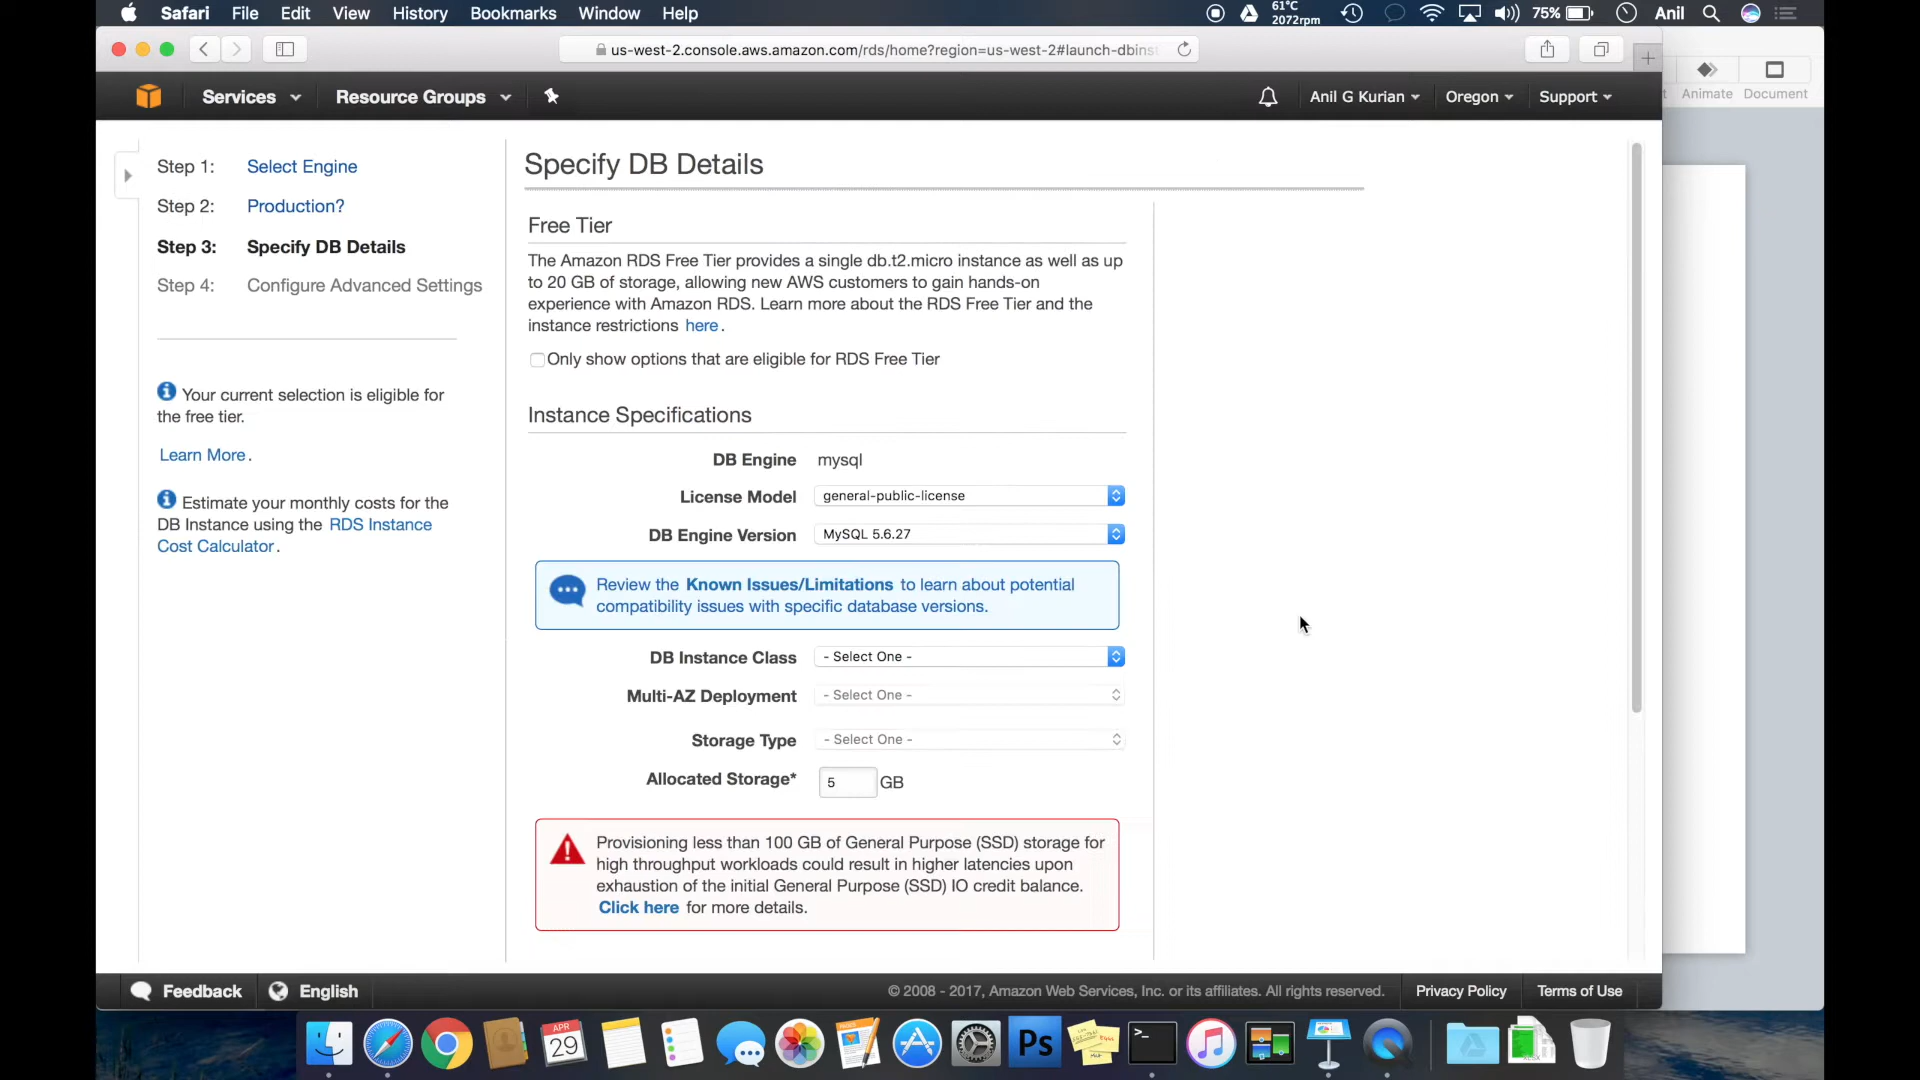 Safari File Edit View History Bookmarks Window Help 61°C 2072rpm 75% Anil
us-west-2.console.aws.amazon.com/rds/home?region=us-west-2#launch-dbinst
Animate Document
Services Resource Groups Anil G Kurian Oregon Support
Step 1: Select Engine
Step 2: Production?
Step 3: Specify DB Details
Step 4: Configure Advanced Settings
Your current selection is eligible for
the free tier.
Learn More.
Estimate your monthly costs for the
DB Instance using the RDS Instance
Cost Calculator.
Specify DB Details
Free Tier
The Amazon RDS Free Tier provides a single db.t2.micro instance as well as up
to 20 GB of storage, allowing new AWS customers to gain hands-on
experience with Amazon RDS. Learn more about the RDS Free Tier and the
instance restrictions here.
Only show options that are eligible for RDS Free Tier
Instance Specifications
DB Engine mysql
License Model general-public-license
DB Engine Version MySQL 5.6.27
Review the Known Issues/Limitations to learn about potential
compatibility issues with specific database versions.
DB Instance Class - Select One -
Multi-AZ Deployment - Select One -
Storage Type - Select One -
Allocated Storage* 5 GB
Provisioning less than 100 GB of General Purpose (SSD) storage for
high throughput workloads could result in higher latencies upon
exhaustion of the initial General Purpose (SSD) IO credit balance.
Click here for more details.
Feedback English © 2008 - 2017, Amazon Web Services, Inc. or its affiliates. All rights reserved. Privacy Policy Terms of Use
APR
29
Ps